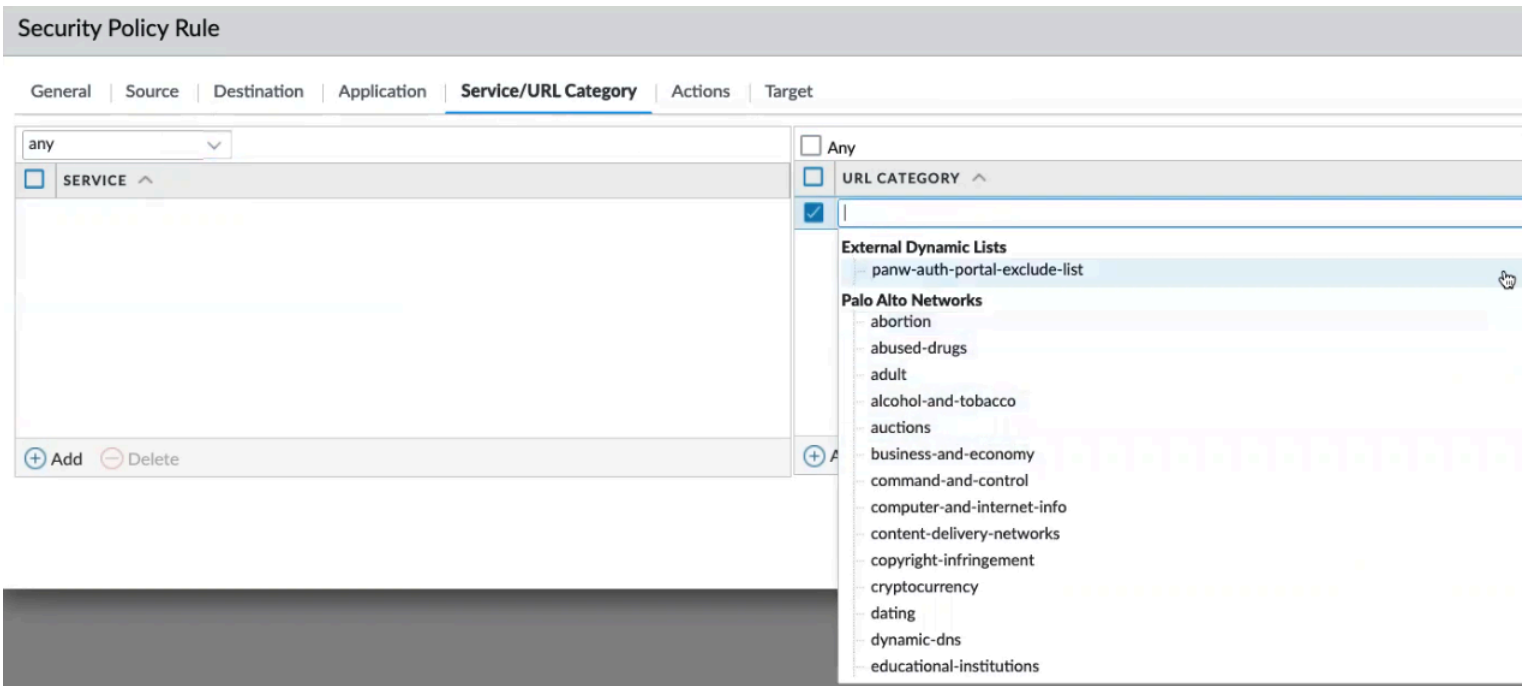 Security Policy Rule
General Source Destination Application Service/URL Category Actions Target
any
Any
SERVICE
URL CATEGORY
External Dynamic Lists
panw-auth-portal-exclude-list
Palo Alto Networks
abortion
abused-drugs
adult
alcohol-and-tobacco
auctions
business-and-economy
command-and-control
computer-and-internet-info
content-delivery-networks
copyright-infringement
cryptocurrency
dating
dynamic-dns
educational-institutions
Add Delete